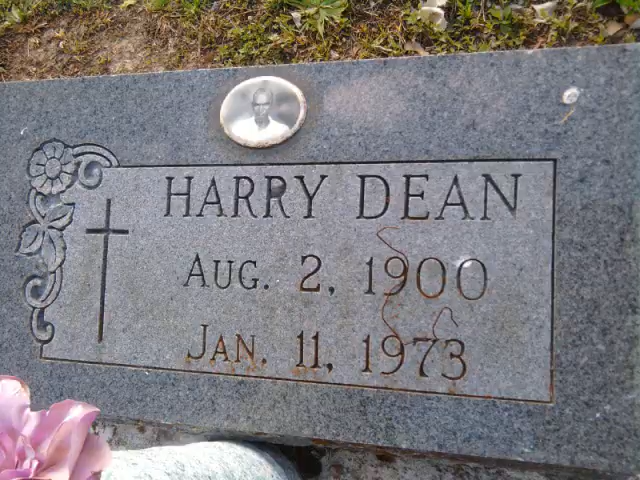 HARRY DEAN
AUG. 2, 1900
JAN. 11, 1973